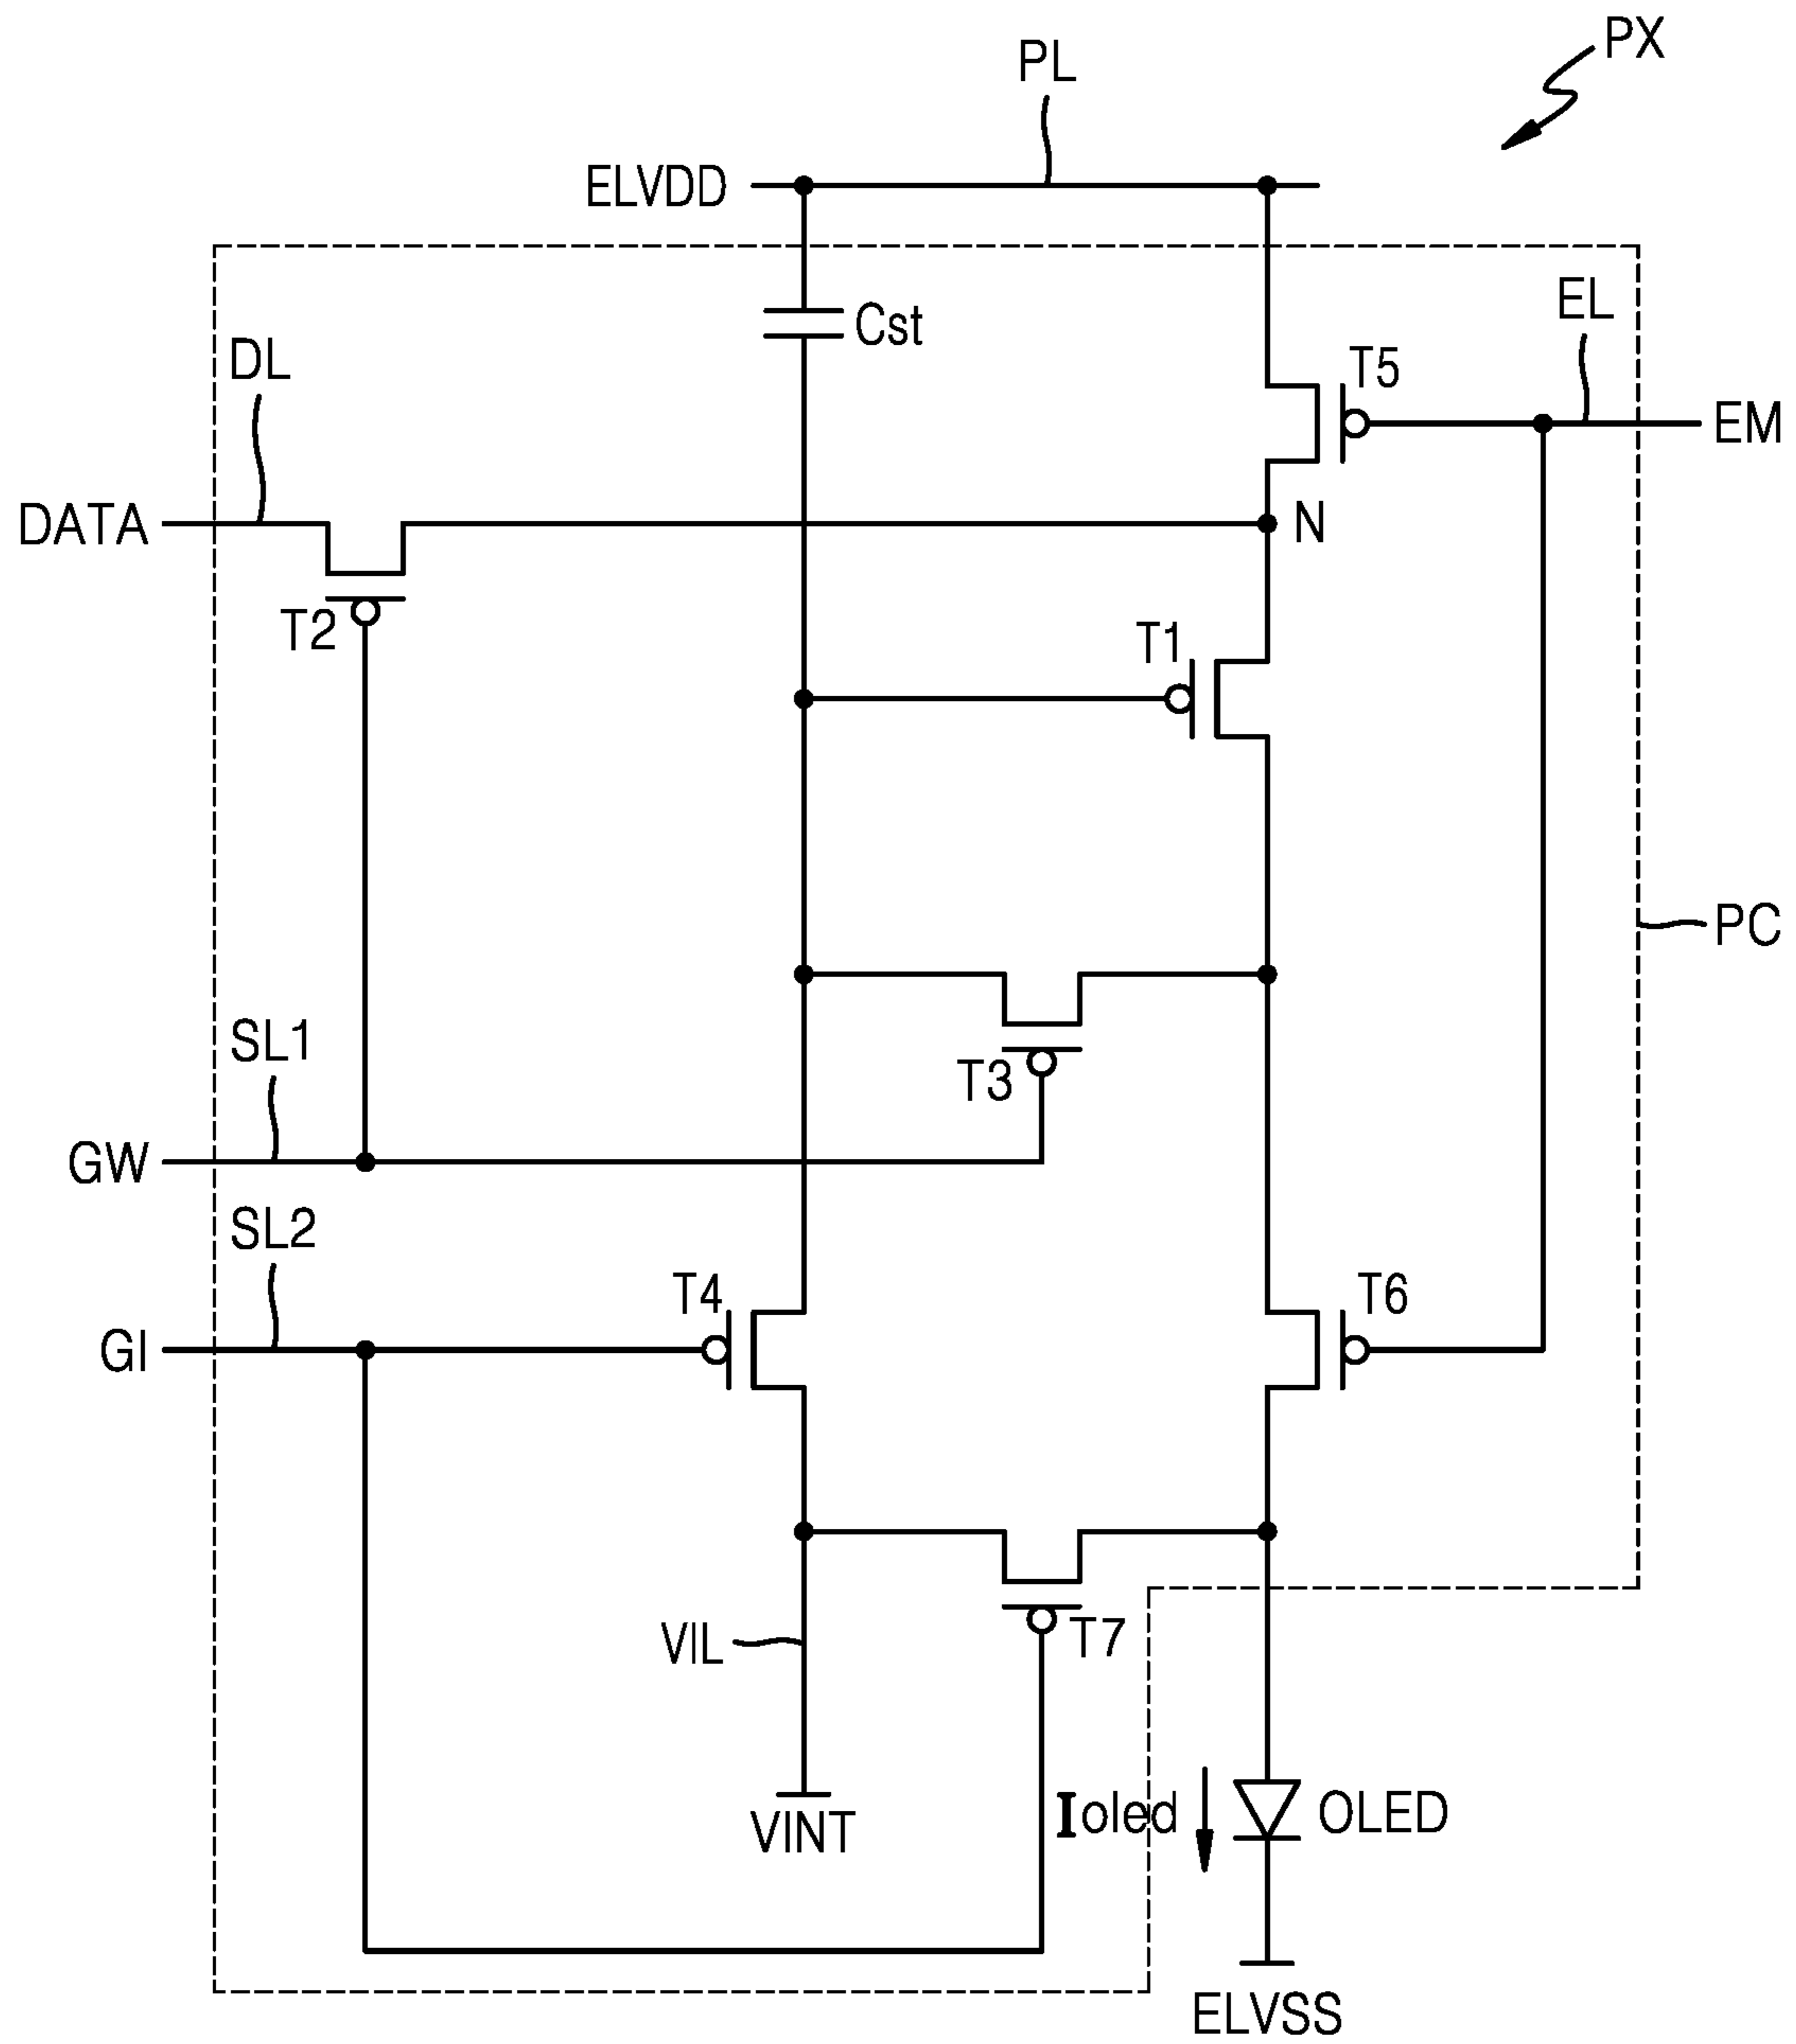 PX
PL
ELVDD
EL
Cst
DL
T5
EM
DATA
N
T2
T1
PC
SL1
T3
GW
SL2
T4
T6
GI
VIL
T7
Ioled
OLED
VINT
ELVSS